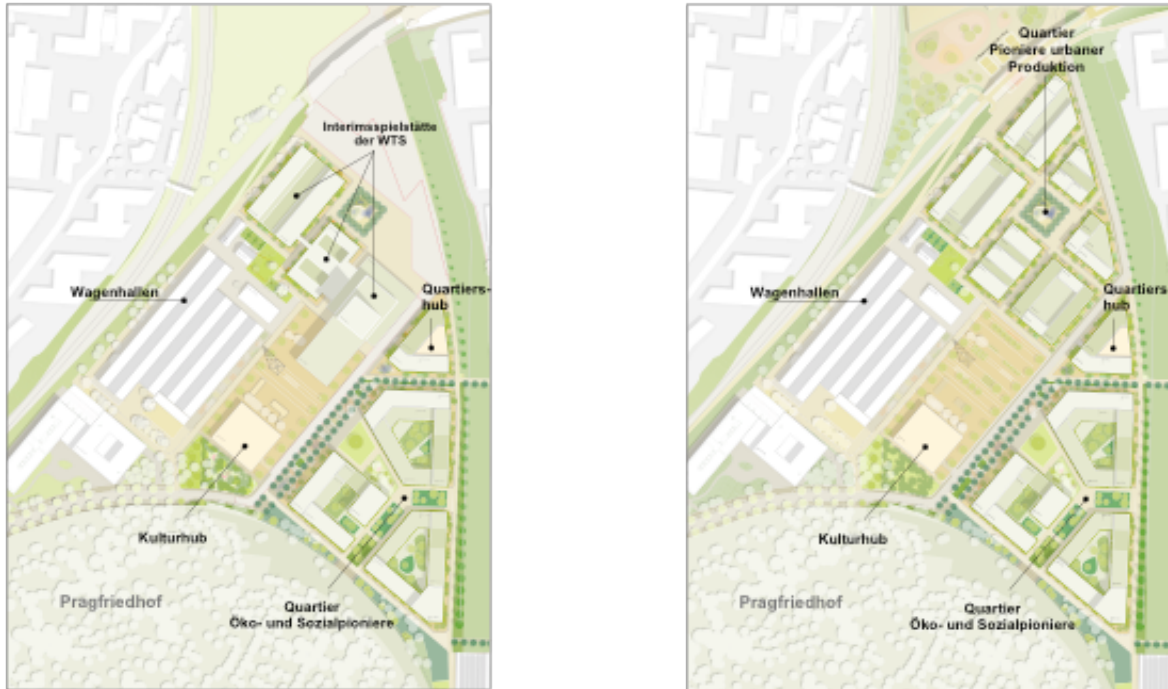 Interimsspielstätte
der WTS
Wagenhallen
Quartiers-
hub
Kulturhub
Pragfriedhof
Quartier
Öko- und Sozialpioniere
Quartier
Pioniere urbaner
Produktion
Wagenhallen
Quartiers
hub
Kulturhub
Pragfriedhof
Quartier
Öko- und Sozialpioniere